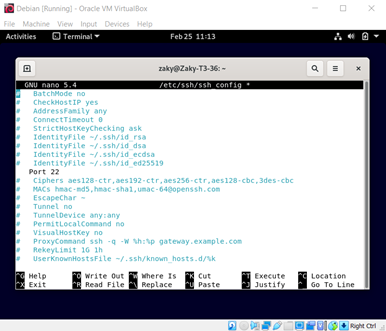 Debian [Running] - Oracle VM VirtualBox
File Machine View Input Devices Help
Activities Terminal Feb 25 11:13
zaky@Zaky-T3-36: ~
GNU nano 5.4 /etc/ssh/ssh_config *
# BatchMode no
# CheckHostIP yes
# AddressFamily any
# ConnectTimeout 0
# StrictHostKeyChecking ask
# IdentityFile ~/.ssh/id_rsa
# IdentityFile ~/.ssh/id_dsa
# IdentityFile ~/.ssh/id_ecdsa
# IdentityFile ~/.ssh/id_ed25519
Port 22
# Ciphers aes128-ctr,aes192-ctr,aes256-ctr,aes128-cbc,3des-cbc
# MACs hmac-md5,hmac-sha1,umac-64@openssh.com
# EscapeChar ~
# Tunnel no
# TunnelDevice any:any
# PermitLocalCommand no
# VisualHostKey no
# ProxyCommand ssh -q -W %h:%p gateway.example.com
# RekeyLimit 1G 1h
# UserKnownHostsFile ~/.ssh/known_hosts.d/%k
^G Help ^O Write Out ^W Where Is ^K Cut ^T Execute ^C Location
^X Exit ^R Read File ^\ Replace ^U Paste ^J Justify ^_ Go To Line
Right Ctrl